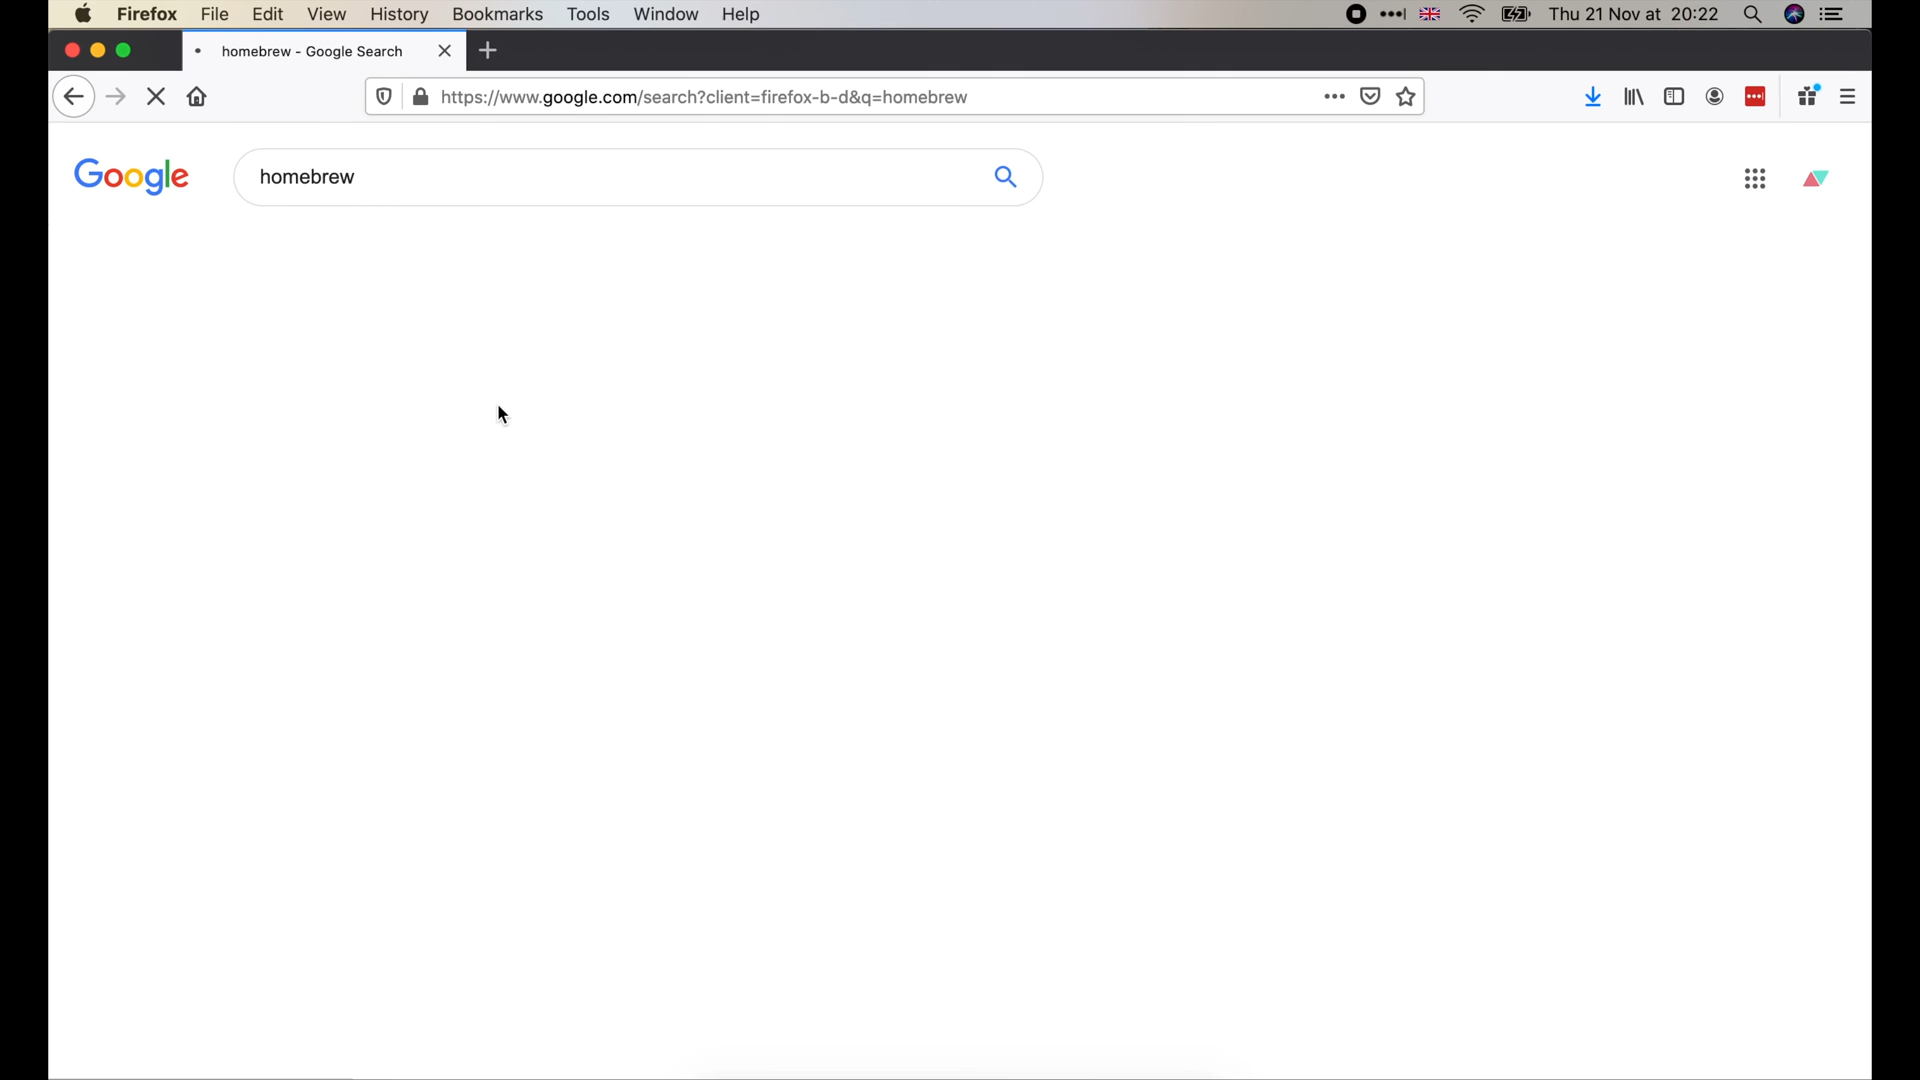 Firefox File Edit View History Bookmarks Tools Window Help Thu 21 Nov at 20:22
homebrew - Google Search
https://www.google.com/search?client=firefox-b-d&q=homebrew
Google homebrew